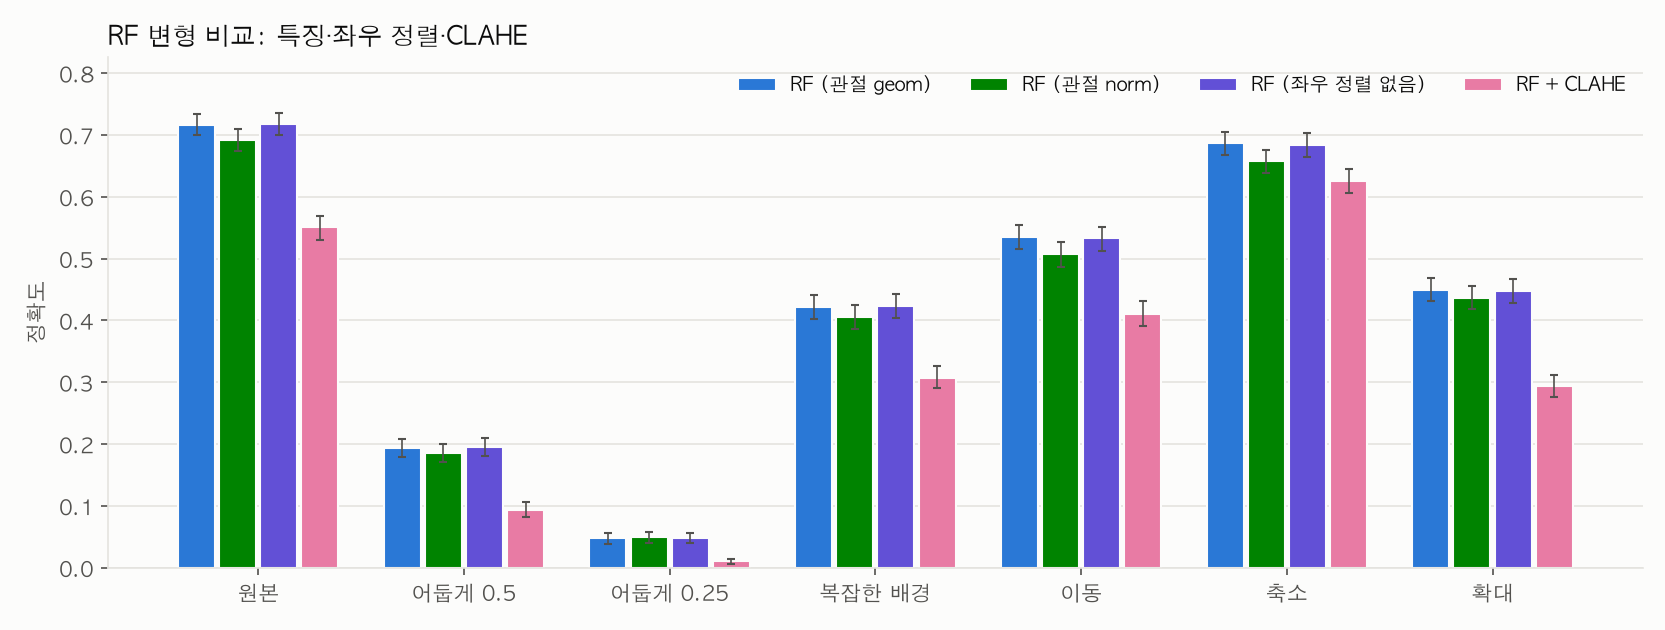 RF 변형 비교: 특징·좌우 정렬·CLAHE
RF (관절 geom)
RF (관절 norm)
RF (좌우 정렬 없음)
RF + CLAHE
정확도
0.8
0.7
0.6
0.5
0.4
0.3
0.2
0.1
0.0
원본
어둡게 0.5
어둡게 0.25
복잡한 배경
이동
축소
확대